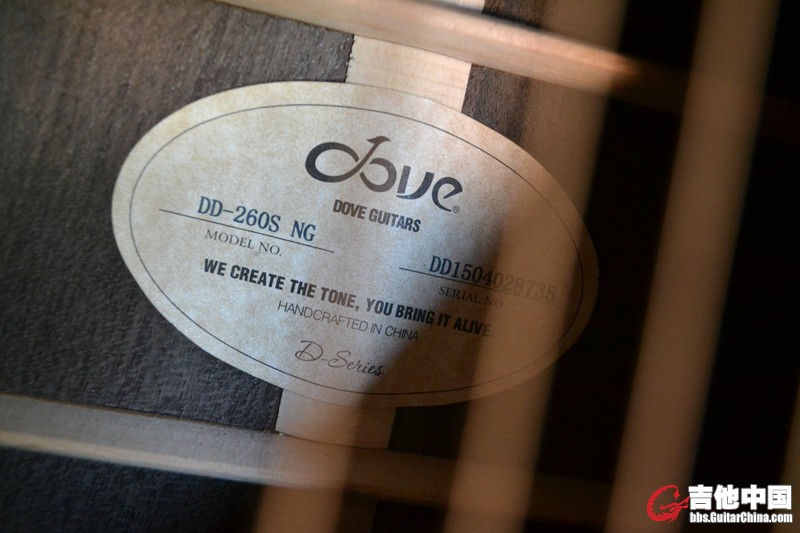 dove®
DOVE GUITARS
DD-260S NG
MODEL NO.
DD1504028735
SERIAL NO
WE CREATE THE TONE, YOU BRING IT ALIVE.
HANDCRAFTED IN CHINA
D-Series
吉他中国
bbs.GuitarChina.com